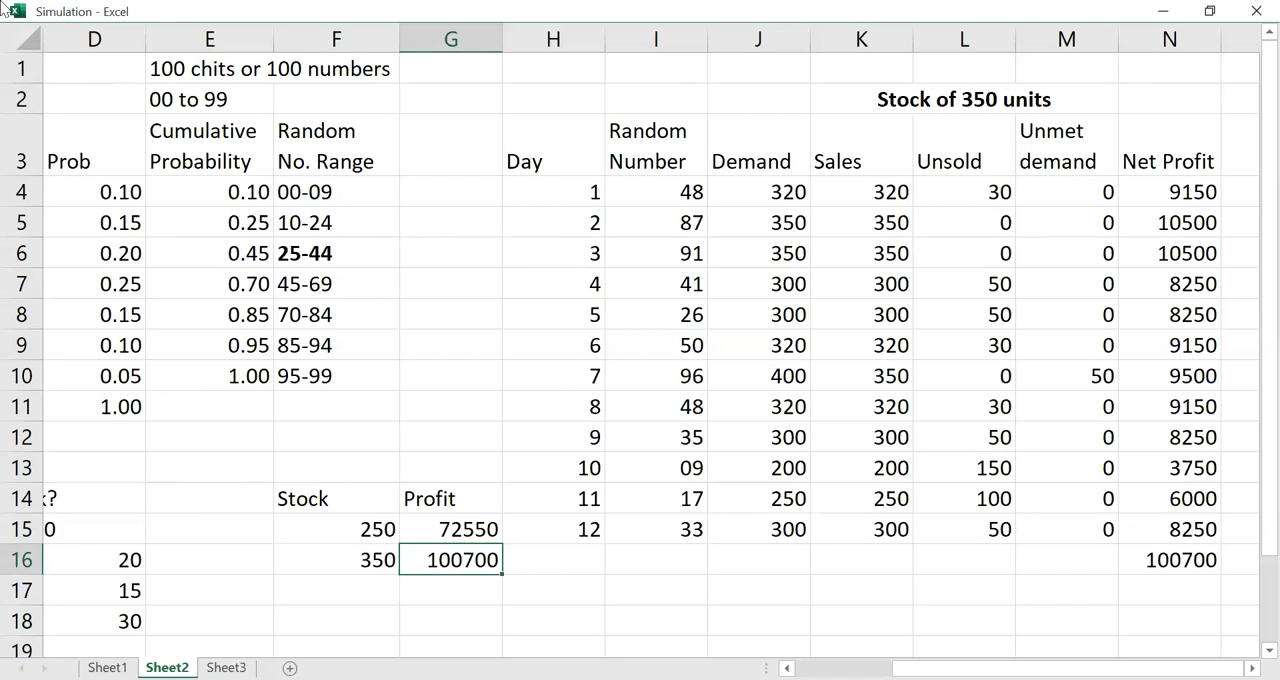 Simulation - Excel
D E F G H I J K L M N
1 100 chits or 100 numbers
2 00 to 99 Stock of 350 units
Cumulative Random Random Unmet
3 Prob Probability No. Range Day Number Demand Sales Unsold demand Net Profit
4 0.10 0.10 00-09 1 48 320 320 30 0 9150
5 0.15 0.25 10-24 2 87 350 350 0 0 10500
6 0.20 0.45 25-44 3 91 350 350 0 0 10500
7 0.25 0.70 45-69 4 41 300 300 50 0 8250
8 0.15 0.85 70-84 5 26 300 300 50 0 8250
9 0.10 0.95 85-94 6 50 320 320 30 0 9150
10 0.05 1.00 95-99 7 96 400 350 0 50 9500
11 1.00 8 48 320 320 30 0 9150
12 9 35 300 300 50 0 8250
13 10 09 200 200 150 0 3750
14 ? Stock Profit 11 17 250 250 100 0 6000
15 0 250 72550 12 33 300 300 50 0 8250
16 20 350 100700 100700
17 15
18 30
19
Sheet1 Sheet2 Sheet3